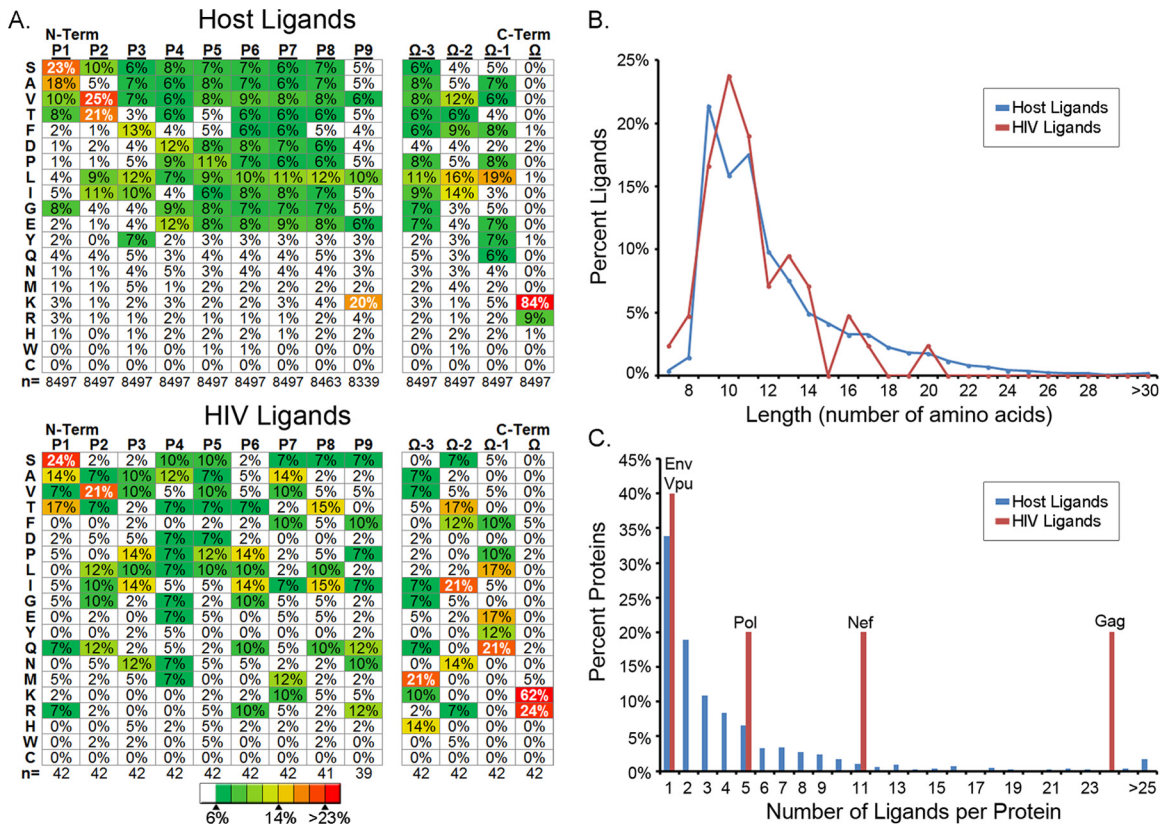 A. Host Ligands
N-Term C-Term
P1 P2 P3 P4 P5 P6 P7 P8 P9 Ω-3 Ω-2 Ω-1 Ω
S 23% 10% 6% 8% 7% 7% 6% 7% 5% 6% 4% 5% 0%
A 18% 5% 7% 6% 8% 7% 8% 7% 5% 8% 5% 7% 0%
V 10% 25% 7% 6% 8% 9% 8% 8% 6% 8% 12% 6% 0%
T 8% 21% 3% 6% 5% 6% 6% 6% 5% 6% 6% 4% 0%
F 2% 1% 13% 4% 5% 6% 6% 5% 4% 6% 9% 8% 1%
D 1% 2% 4% 12% 8% 8% 7% 6% 4% 4% 4% 2% 2%
P 1% 1% 5% 9% 11% 7% 6% 6% 4% 8% 5% 8% 0%
L 4% 9% 12% 7% 9% 10% 11% 12% 10% 11% 16% 19% 1%
I 5% 11% 10% 4% 6% 8% 8% 7% 5% 9% 14% 3% 0%
G 8% 4% 4% 9% 8% 7% 7% 7% 5% 7% 3% 5% 0%
E 2% 1% 4% 12% 8% 8% 9% 8% 6% 7% 4% 7% 0%
Y 2% 0% 7% 2% 3% 3% 3% 3% 3% 2% 3% 7% 1%
Q 4% 5% 3% 4% 4% 4% 4% 4% 3% 5% 3% 6% 0%
N 1% 1% 4% 5% 3% 4% 4% 4% 3% 3% 3% 4% 0%
M 1% 1% 5% 1% 2% 2% 2% 2% 1% 2% 4% 2% 0%
K 3% 1% 2% 3% 2% 2% 3% 4% 20% 3% 1% 5% 84%
R 3% 1% 1% 2% 2% 2% 2% 2% 4% 2% 1% 5% 9%
H 1% 0% 1% 2% 2% 2% 1% 2% 2% 2% 2% 2% 1%
W 0% 0% 1% 0% 1% 1% 0% 0% 0% 0% 1% 0% 0%
C 0% 0% 0% 0% 0% 0% 0% 0% 0% 0% 0% 0% 0%
n= 8497 8497 8497 8497 8497 8497 8497 8463 8339 8497 8497 8497 8497
HIV Ligands
N-Term C-Term
P1 P2 P3 P4 P5 P6 P7 P8 P9 Ω-3 Ω-2 Ω-1 Ω
S 24% 2% 2% 10% 10% 2% 7% 7% 7% 0% 7% 5% 0%
A 14% 7% 10% 12% 7% 5% 14% 2% 2% 7% 2% 0% 0%
V 7% 21% 10% 5% 10% 5% 10% 5% 2% 7% 5% 5% 0%
T 17% 7% 2% 7% 7% 7% 2% 15% 0% 2% 17% 2% 0%
F 0% 0% 0% 0% 2% 2% 10% 5% 10% 0% 12% 10% 0%
D 2% 5% 5% 7% 7% 2% 0% 0% 2% 0% 0% 0% 2%
P 5% 0% 14% 7% 12% 14% 2% 5% 7% 2% 2% 10% 2%
L 0% 12% 10% 7% 10% 10% 2% 10% 2% 2% 2% 17% 2%
I 5% 10% 14% 5% 5% 14% 7% 15% 7% 7% 21% 2% 0%
G 5% 10% 2% 7% 2% 10% 5% 5% 2% 7% 5% 0% 0%
E 0% 2% 0% 7% 5% 0% 0% 2% 5% 2% 0% 17% 0%
Y 0% 0% 2% 5% 0% 0% 0% 2% 0% 0% 0% 12% 0%
Q 7% 12% 2% 2% 5% 10% 5% 10% 12% 7% 0% 21% 0%
N 0% 5% 12% 7% 5% 2% 2% 2% 10% 0% 14% 0% 0%
M 5% 2% 5% 7% 0% 2% 12% 2% 2% 21% 0% 0% 5%
K 2% 0% 0% 0% 2% 2% 10% 5% 5% 10% 0% 0% 62%
R 7% 2% 0% 0% 5% 10% 5% 2% 12% 2% 7% 0% 24%
H 0% 0% 5% 2% 5% 2% 2% 2% 2% 14% 0% 0% 0%
W 0% 2% 2% 0% 5% 0% 0% 2% 0% 0% 5% 0% 0%
C 0% 0% 0% 0% 0% 0% 0% 0% 0% 0% 0% 0% 0%
n= 42 42 42 42 42 42 42 41 39 42 42 42 42
6% 14% >23%
B.
Percent Ligands
25%
20%
15%
10%
5%
0%
Host Ligands
HIV Ligands
8 10 12 14 16 18 20 22 24 26 28 >30
Length (number of amino acids)
C.
Percent Proteins
45%
40%
35%
30%
25%
20%
15%
10%
5%
0%
Env
Vpu
Pol
Nef
Gag
Host Ligands
HIV Ligands
1 2 3 4 5 6 7 8 9 11 13 15 17 19 21 23 >25
Number of Ligands per Protein